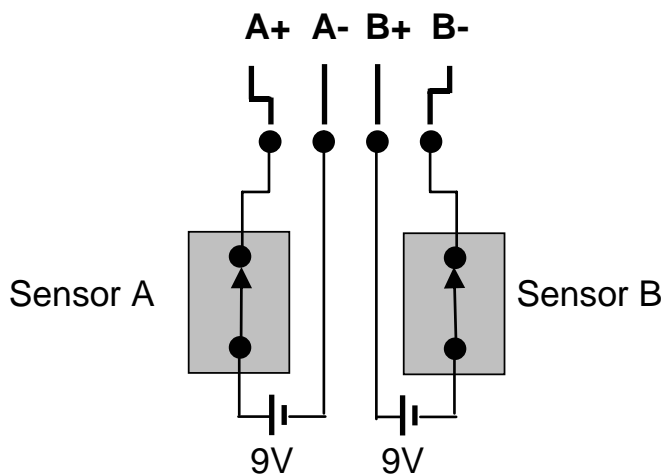 A+ A- B+ B-
Sensor A
Sensor B
9V
9V